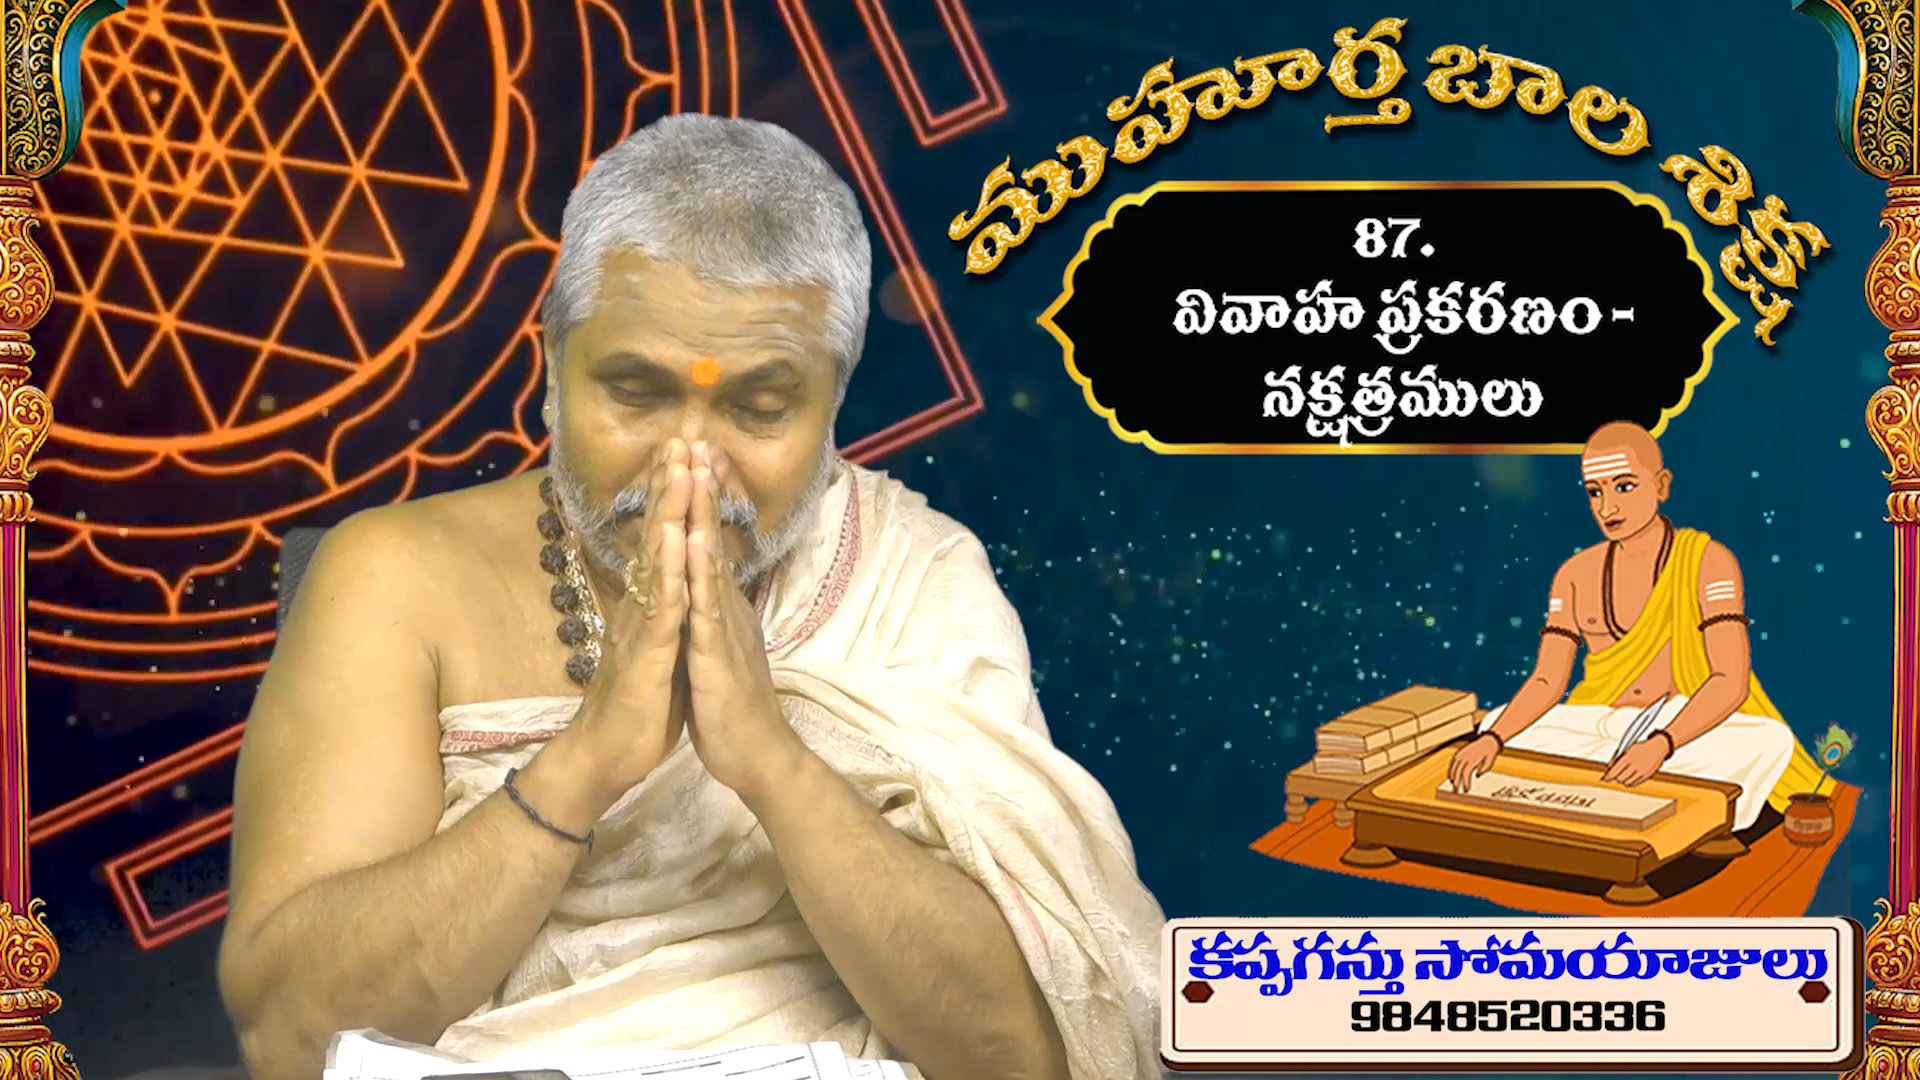 ముహూర్త బాల శిక్ష
87.
వివాహ ప్రకరణం -
నక్షత్రములు
కప్పగన్తు సోమయాజులు
9848520336